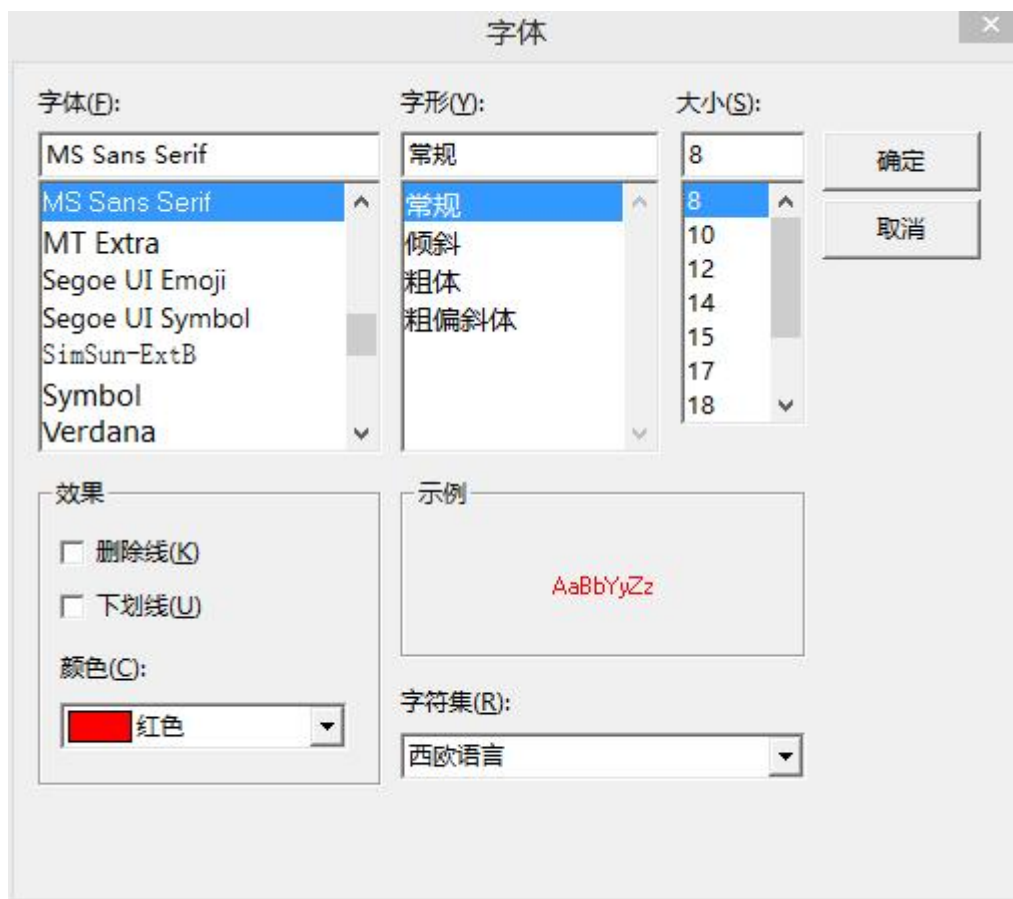 字体
字体(F):
字形(Y):
大小(S):
MS Sans Serif
常规
8
确定
MS Sans Serif
MT Extra
Segoe UI Emoji
Segoe UI Symbol
SimSun-ExtB
Symbol
Verdana
常规
倾斜
粗体
粗偏斜体
8
10
12
14
15
17
18
取消
效果
删除线(K)
下划线(U)
颜色(C):
红色
示例
AaBbYyZz
字符集(R):
西欧语言